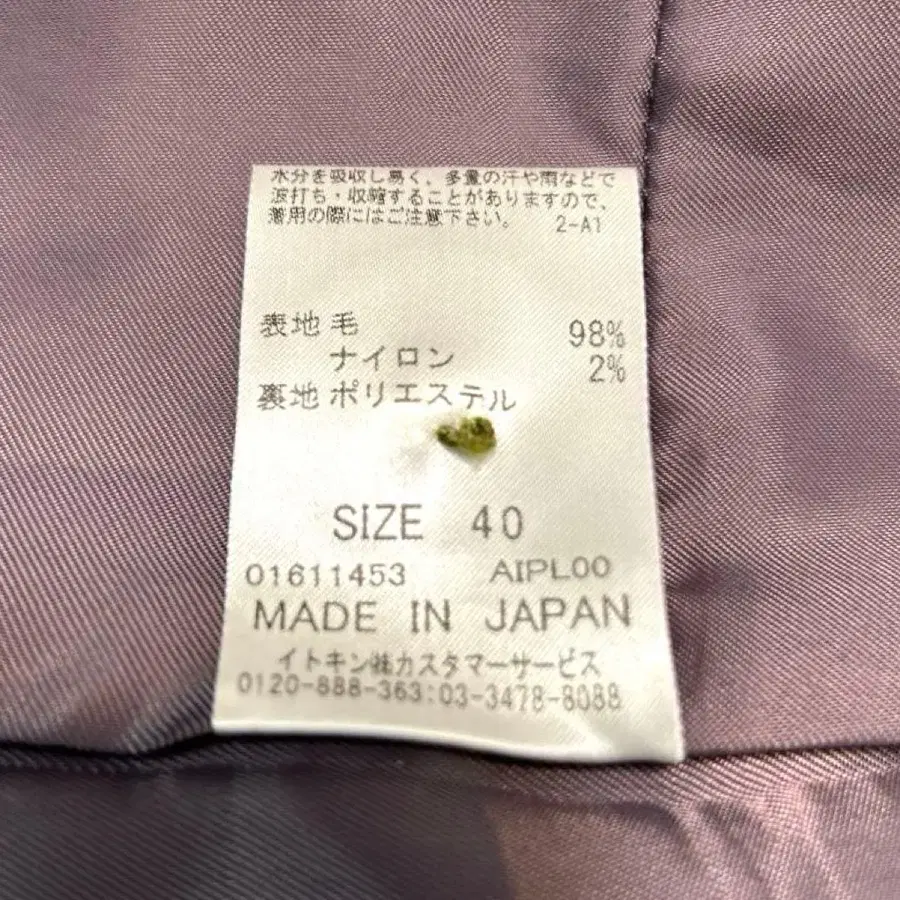 水分を吸収し易く、多量の汗や雨などで
波打ち・収縮することがありますので、
着用の際にはご注意下さい。 2-A1
表地 毛 98%
ナイロン 2%
裏地 ポリエステル
SIZE 40
01611453 AIPL00
MADE IN JAPAN
イトキン㈱カスタマーサービス
0120-888-363:03-3478-8088